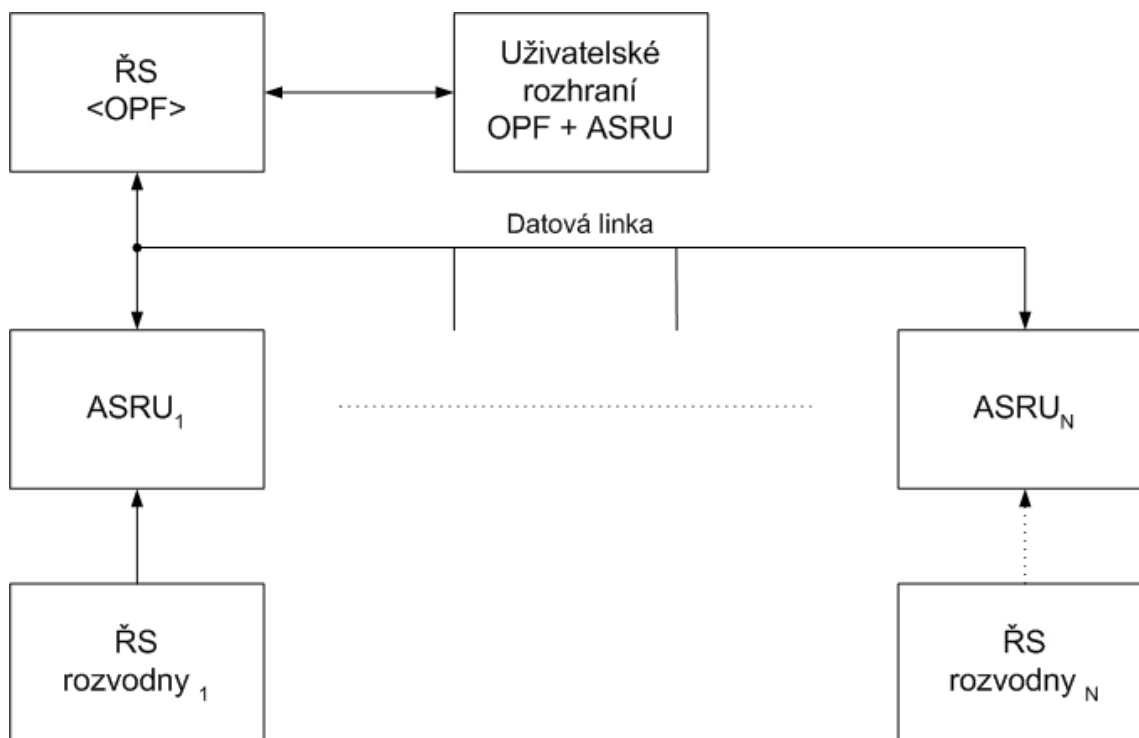 ŘS
<OPF>
Uživatelské
rozhraní
OPF + ASRU
Datová linka
ASRU1
ASRUN
ŘS
rozvodny 1
ŘS
rozvodny N